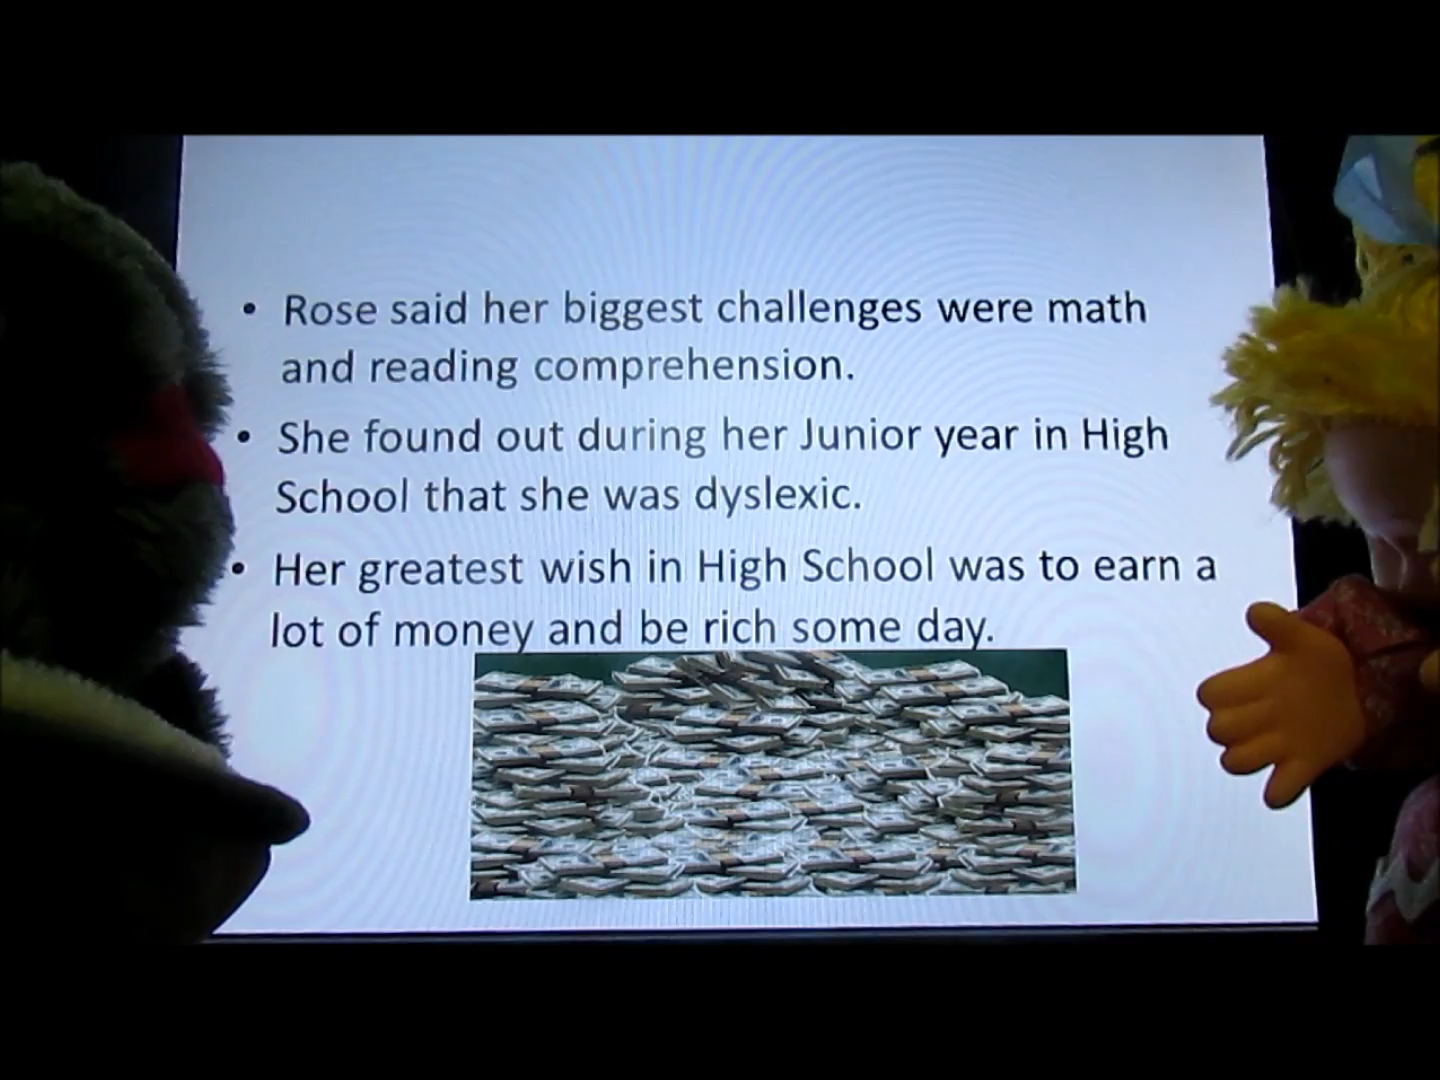 • Rose said her biggest challenges were math
and reading comprehension.
• She found out during her Junior year in High
School that she was dyslexic.
• Her greatest wish in High School was to earn a
lot of money and be rich some day.